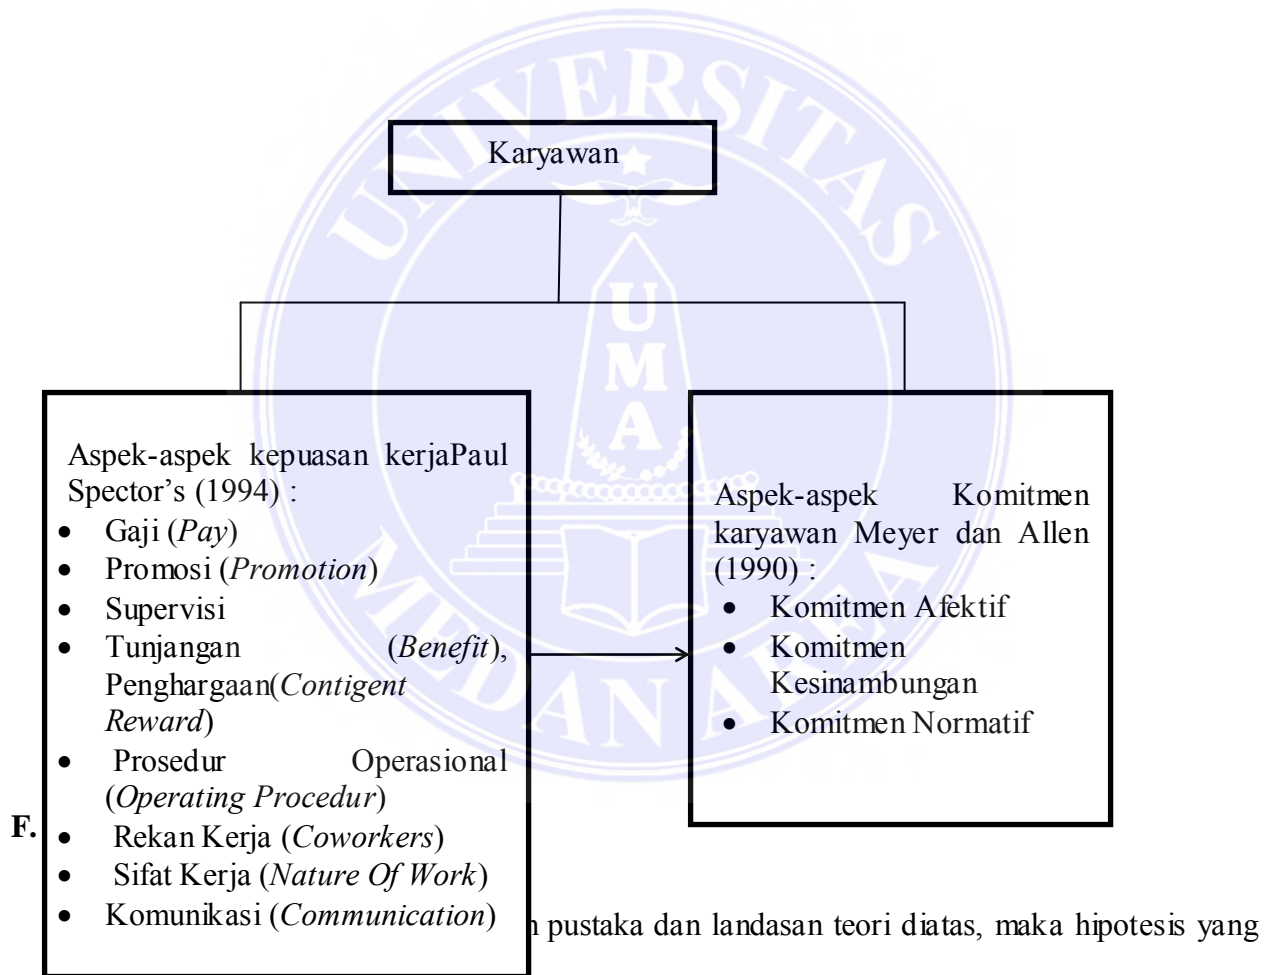 UNIVERSITAS
Karyawan
UMA
Aspek-aspek kepuasan kerjaPaul
Spector’s (1994) :
• Gaji (Pay)
• Promosi (Promotion)
• Supervisi
• Tunjangan (Benefit),
Penghargaan(Contigent
Reward)
• Prosedur Operasional
(Operating Procedur)
• Rekan Kerja (Coworkers)
• Sifat Kerja (Nature Of Work)
• Komunikasi (Communication)
Aspek-aspek Komitmen
karyawan Meyer dan Allen
(1990) :
• Komitmen Afektif
• Komitmen
Kesinambungan
• Komitmen Normatif
MEDAN AREA
F.
pustaka dan landasan teori diatas, maka hipotesis yang